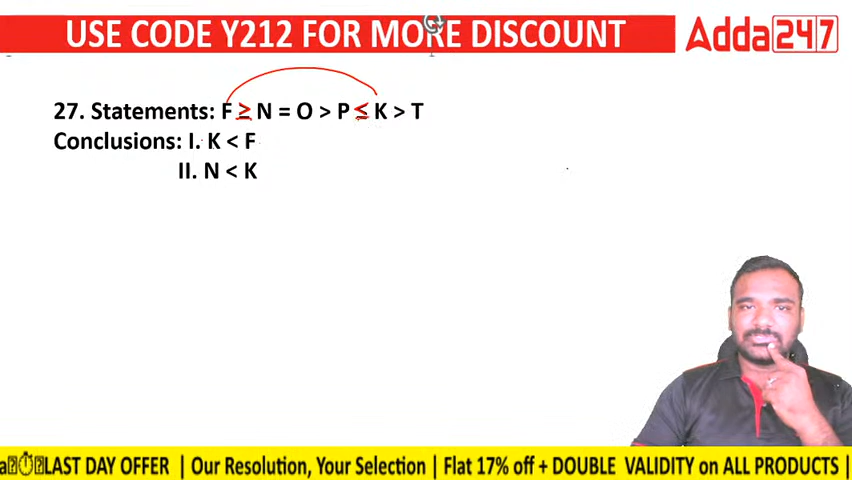 USE CODE Y212 FOR MORE DISCOUNT
Adda247
27. Statements: F ≥ N = O > P ≤ K > T
Conclusions: I. K < F
II. N < K
LAST DAY OFFER | Our Resolution, Your Selection | Flat 17% off + DOUBLE VALIDITY on ALL PRODUCTS |